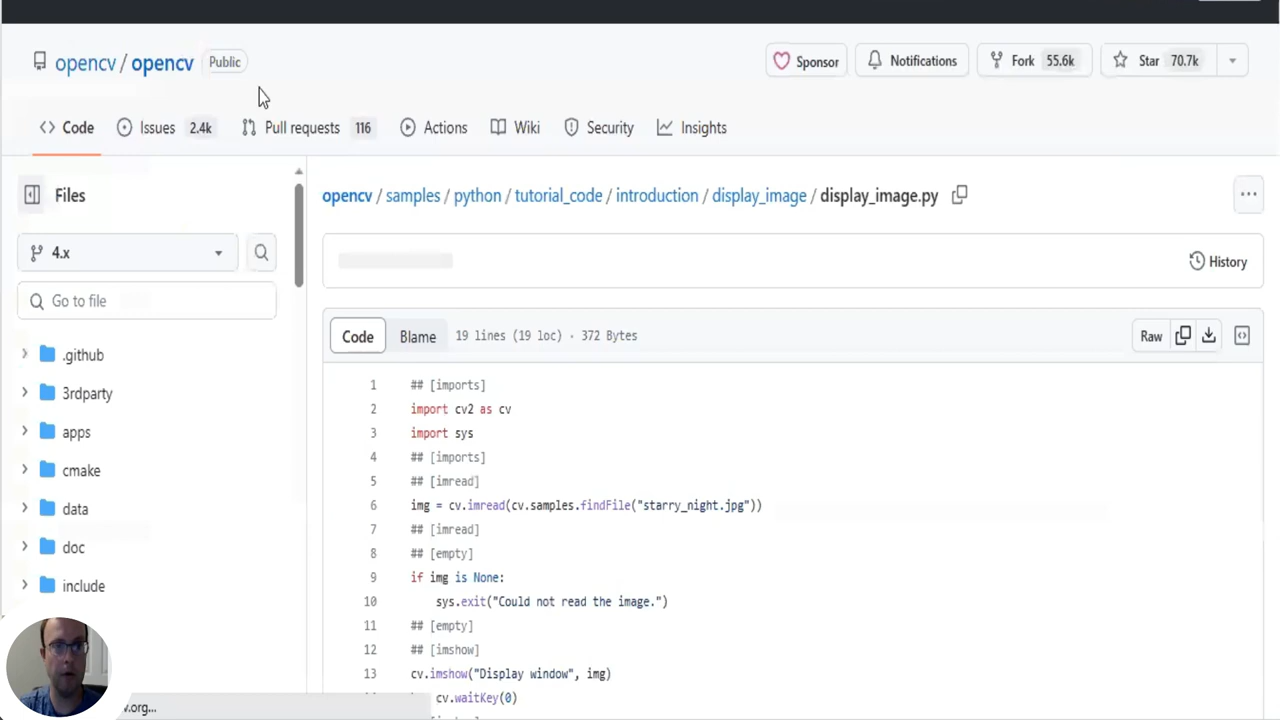 opencv / opencv Public
Sponsor Notifications Fork 55.6k Star 70.7k
Code Issues 2.4k Pull requests 116 Actions Wiki Security Insights
Files
4.x
Go to file
.github
3rdparty
apps
cmake
data
doc
include
opencv / samples / python / tutorial_code / introduction / display_image / display_image.py
History
Code Blame 19 lines (19 loc) · 372 Bytes Raw
1 ## [imports]
2 import cv2 as cv
3 import sys
4 ## [imports]
5 ## [imread]
6 img = cv.imread(cv.samples.findFile("starry_night.jpg"))
7 ## [imread]
8 ## [empty]
9 if img is None:
10 sys.exit("Could not read the image.")
11 ## [empty]
12 ## [imshow]
13 cv.imshow("Display window", img)
cv.waitKey(0)